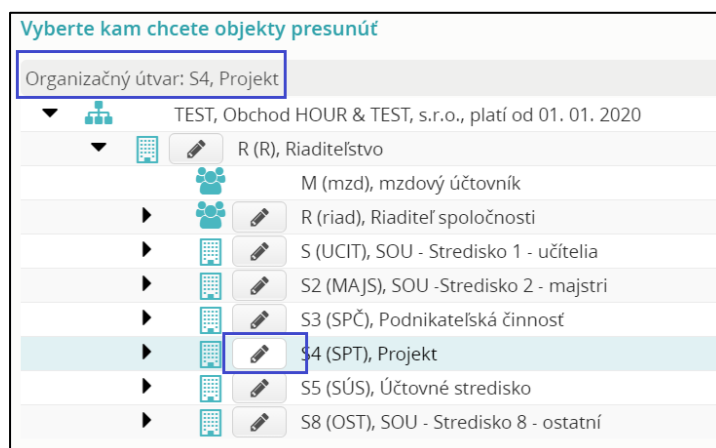 Vyberte kam chcete objekty presunúť
Organizačný útvar: S4, Projekt
TEST, Obchod HOUR & TEST, s.r.o., platí od 01. 01. 2020
R (R), Riaditeľstvo
M (mzd), mzdový účtovník
R (riad), Riaditeľ spoločnosti
S (UCIT), SOU - Stredisko 1 - učítelia
S2 (MAJS), SOU -Stredisko 2 - majstri
S3 (SPČ), Podnikateľská činnosť
S4 (SPT), Projekt
S5 (SÚS), Účtovné stredisko
S8 (OST), SOU - Stredisko 8 - ostatní